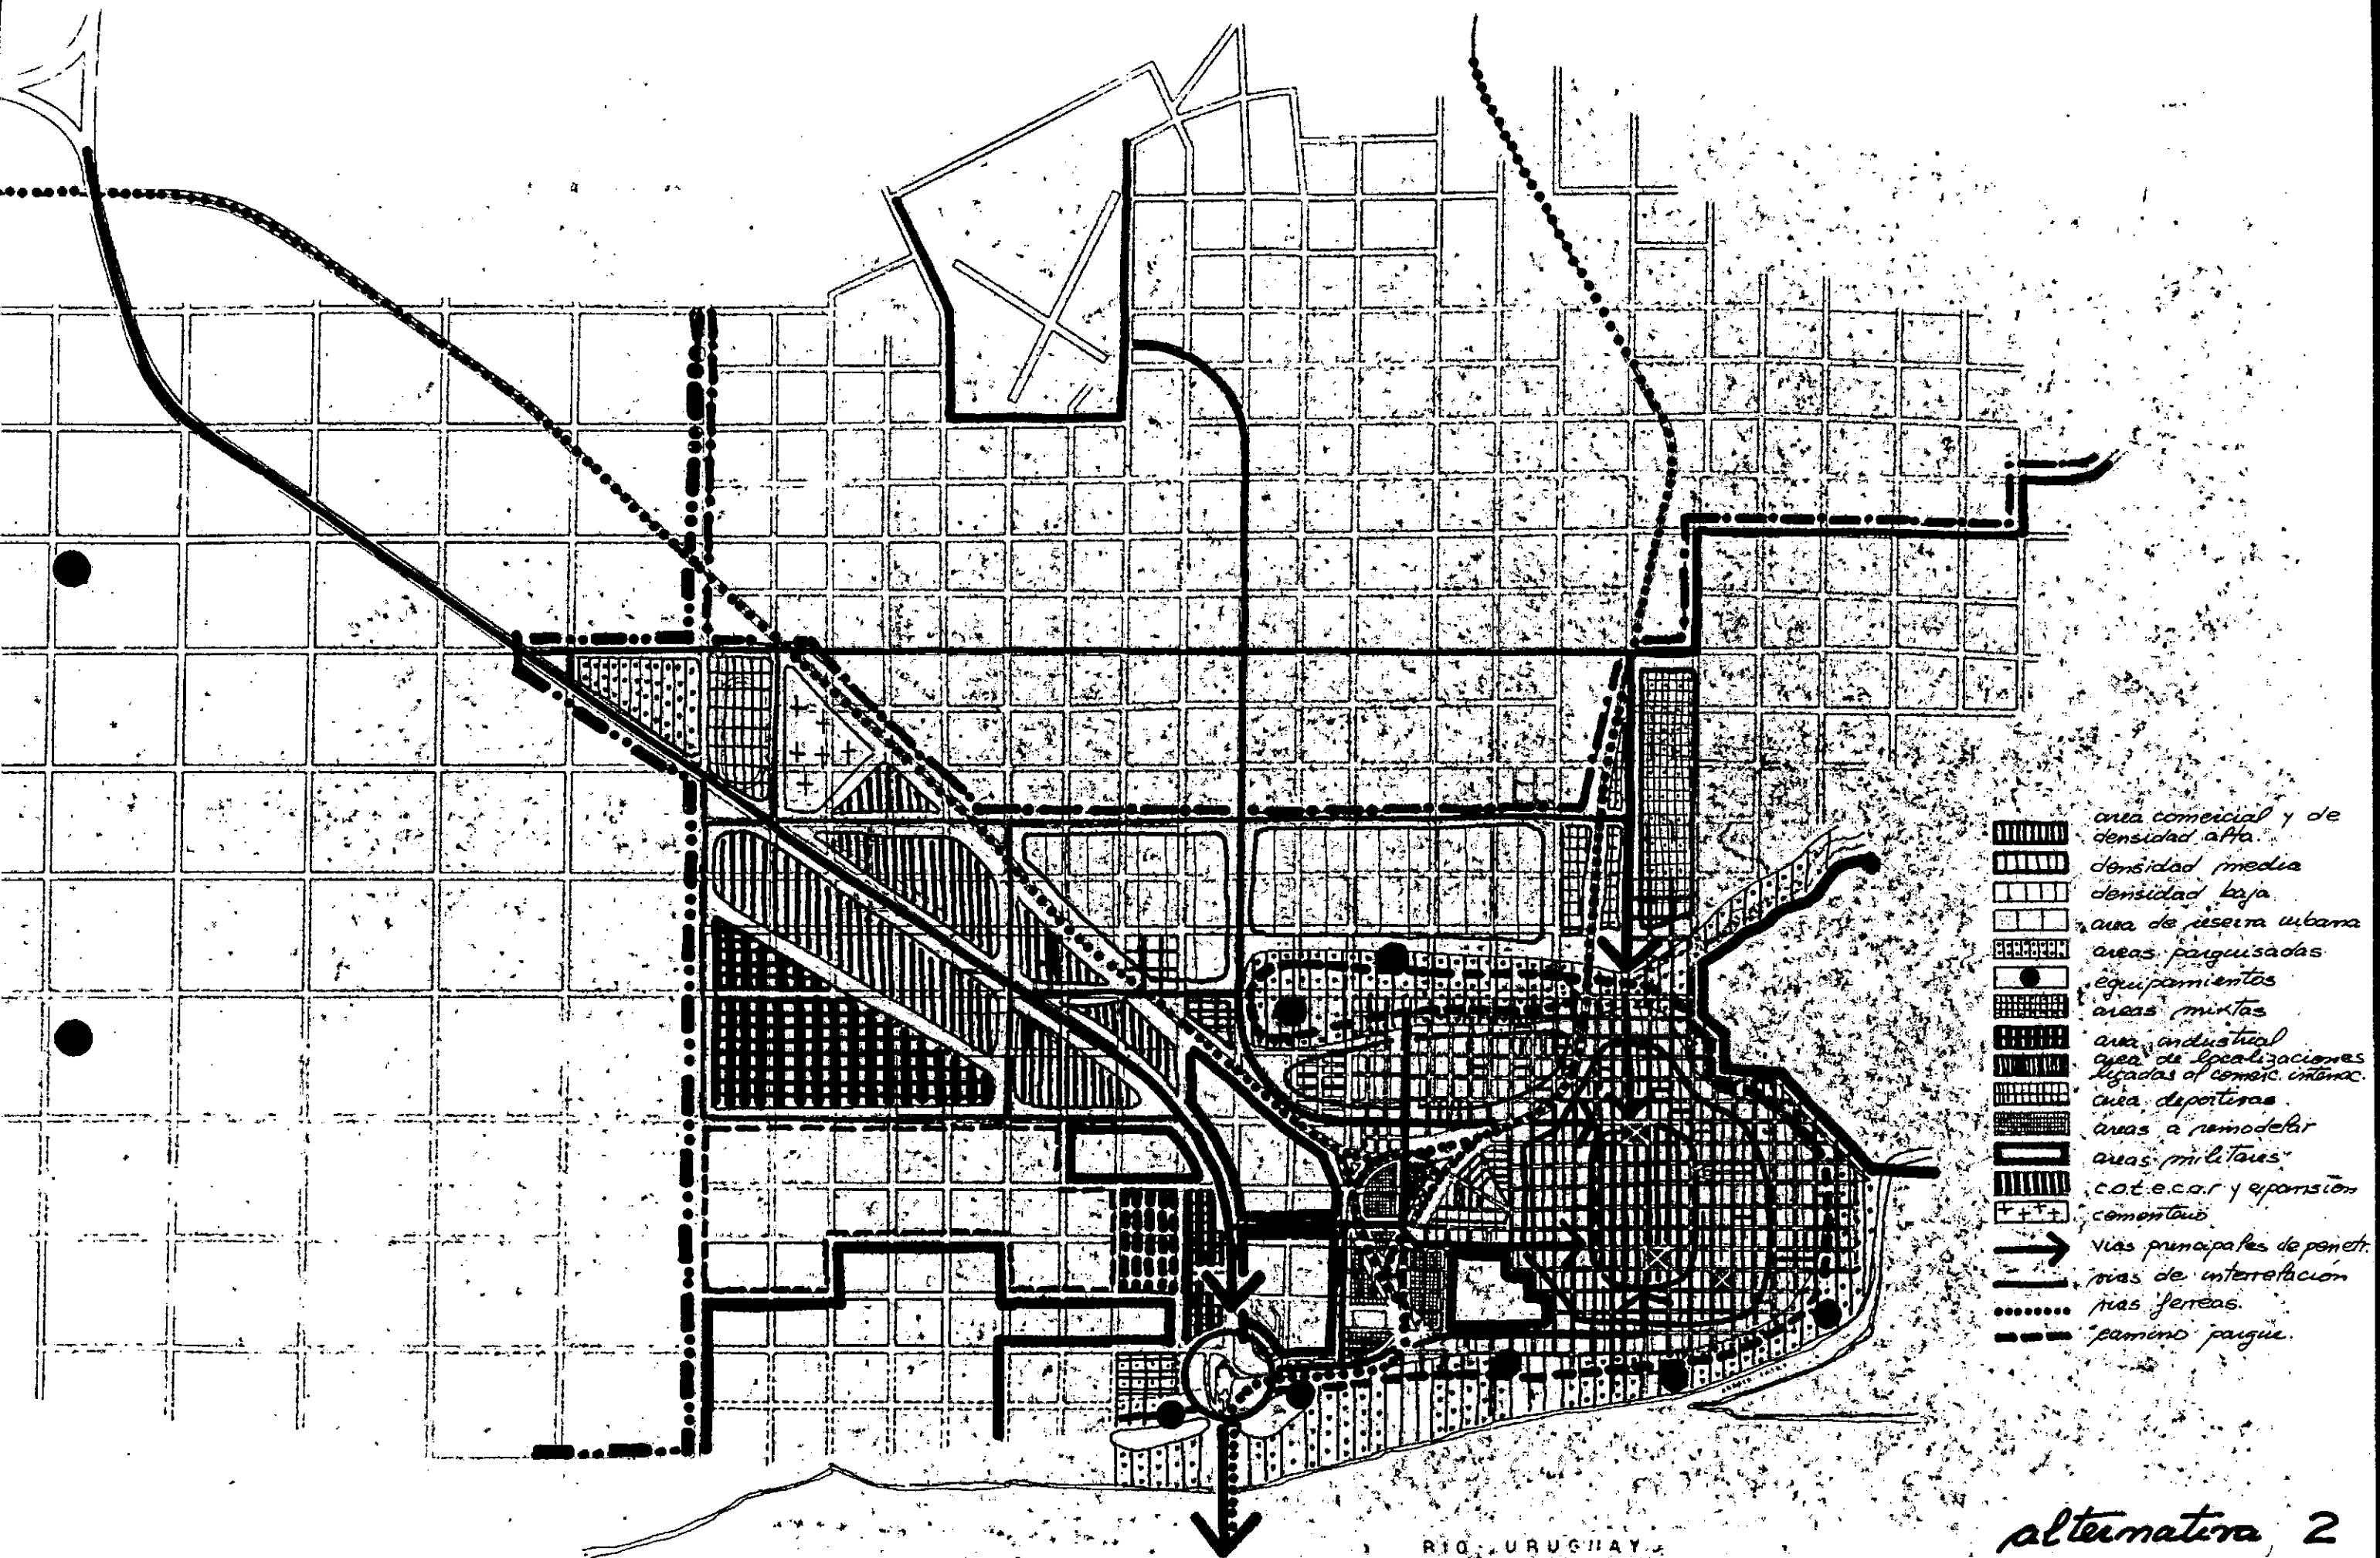 area comercial y de
densidad alta.
densidad media
densidad baja
area de reserva urbana
areas parquisadas
equipamientos
areas mixtas
area industrial
area de localizaciones
ligadas al comerc. internac.
area deportivas.
areas a remodelar
areas militares
c.o.t.e.c.a.r y expansión
cementerio
vias principales de penetr.
vias de interrelación
vias ferreas.
camino parque.
RIO URUGUAY
alternativa 2